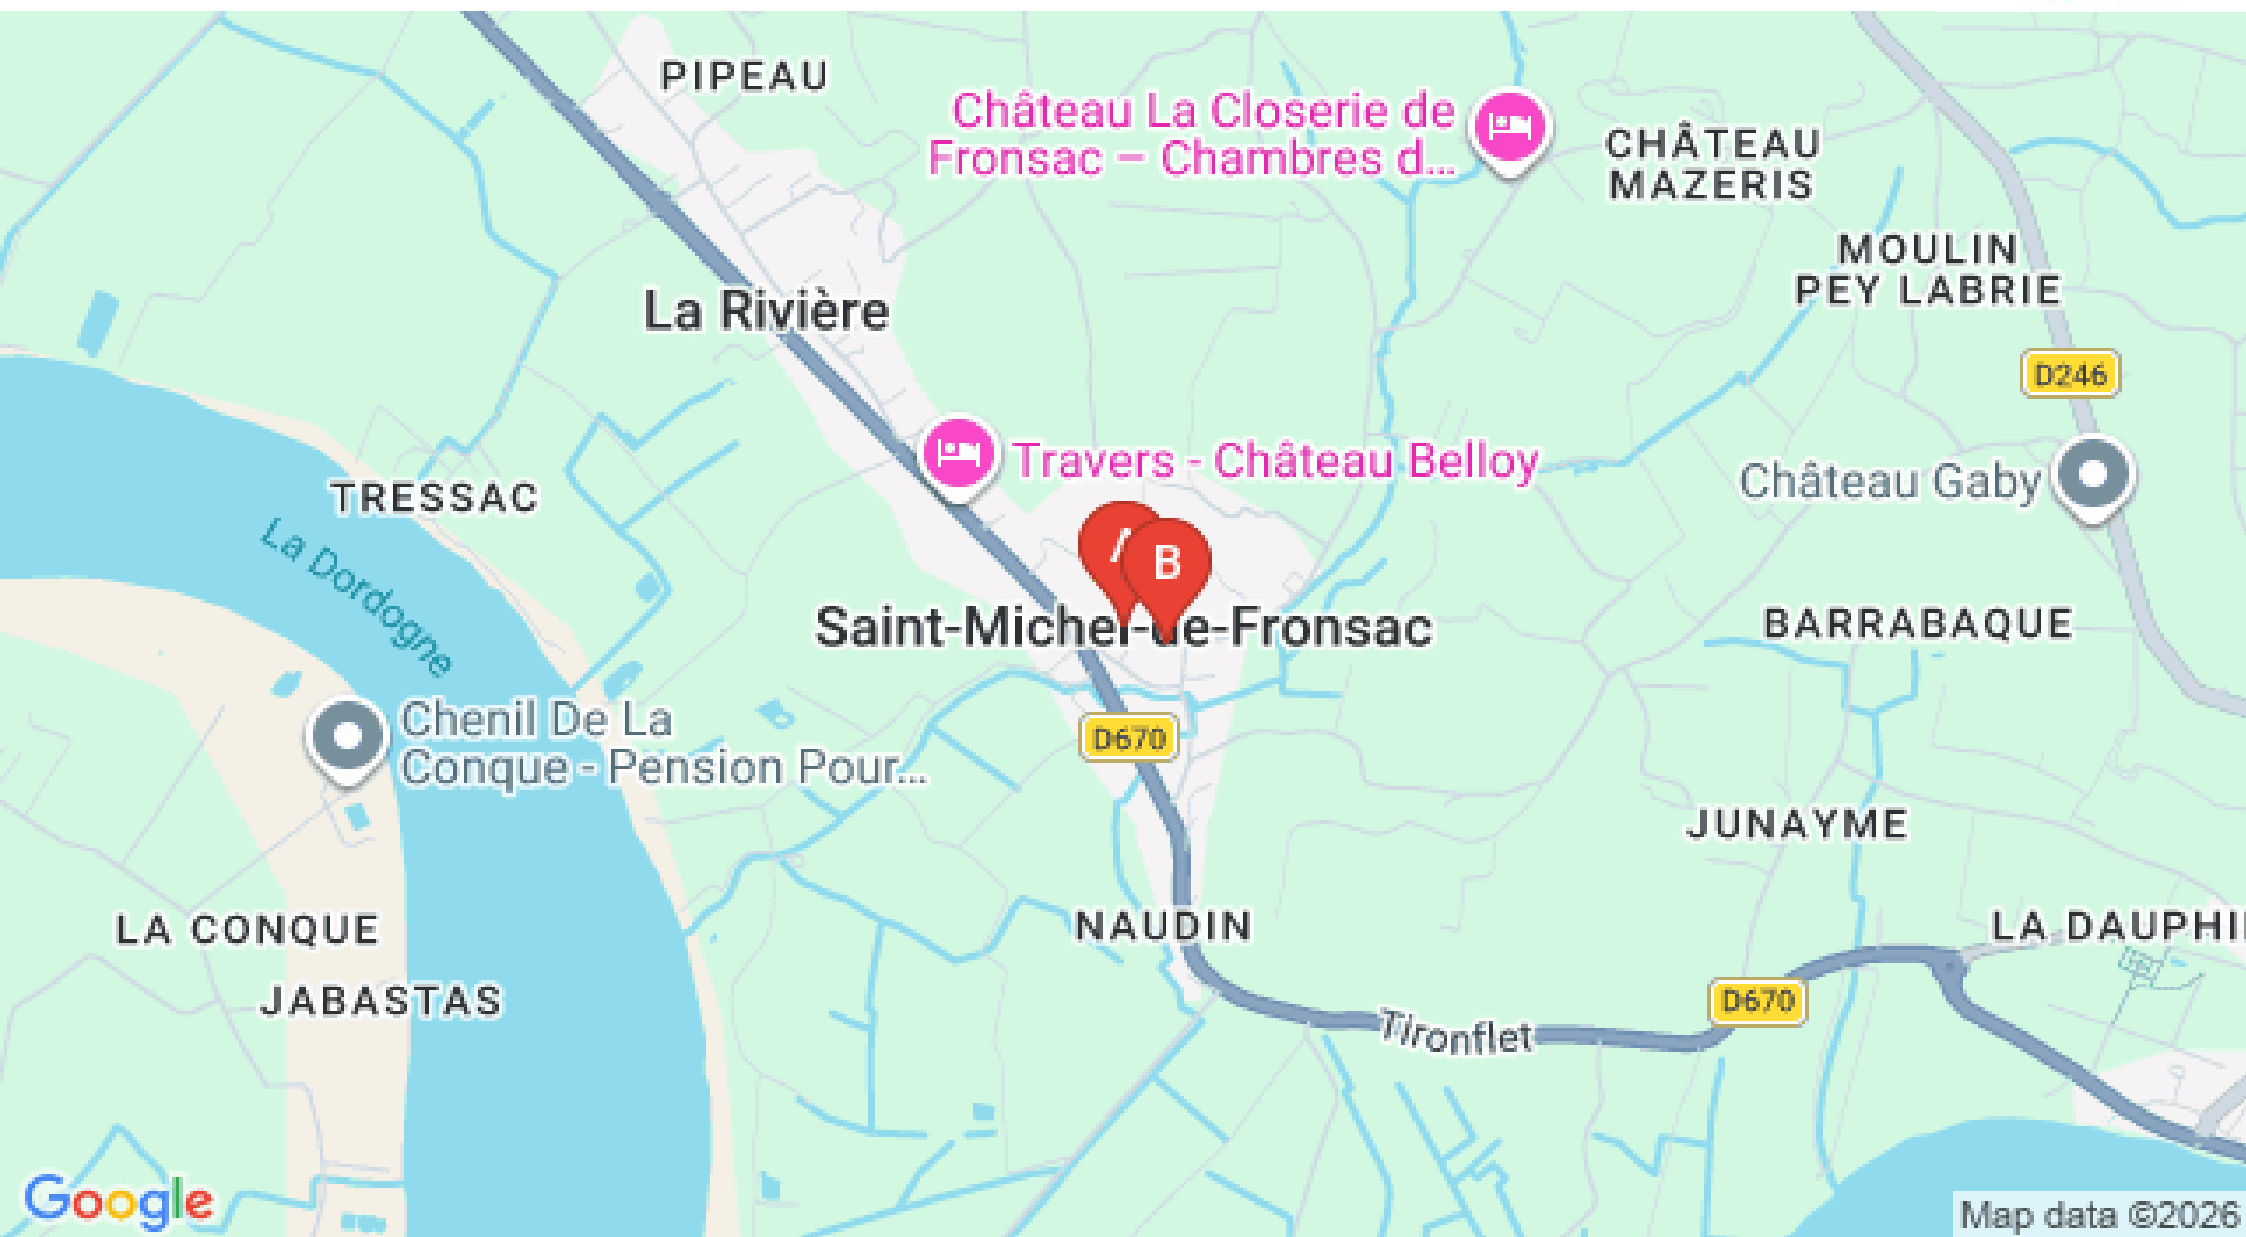 PIPEAU
Château La Closerie de
Fronsac – Chambres d...
CHÂTEAU
MAZERIS
MOULIN
PEY LABRIE
La Rivière
D246
Travers - Château Belloy
Château Gaby
TRESSAC
La Dordogne
B
Saint-Michel-de-Fronsac
BARRABAQUE
Chenil De La
Conque - Pension Pour...
D670
JUNAYME
LA CONQUE
NAUDIN
JABASTAS
Tironflet
D670
Google
Map data ©2026